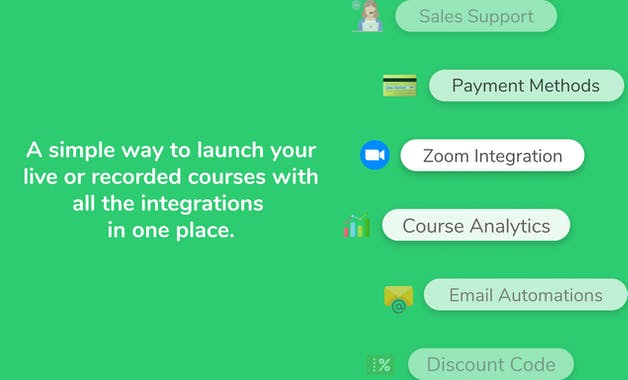 Sales Support
Payment Methods
A simple way to launch your
live or recorded courses with
all the integrations
in one place.
Zoom Integration
Course Analytics
Email Automations
Discount Code